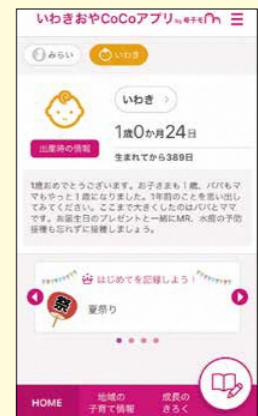 いわきおやCoCoアプリ by 母子モ
みらい
いわき
いわき >
1歳0か月24日
出産時の情報
生まれてから389日
1歳おめでとうございます。お子さまも1歳、パパもマ
マもやっと1歳になりました。1年前のことを思い出し
てみてください。ここまで大きくしたのはパパとママ
です。お誕生日のプレゼントと一緒にMR、水痘の予防
接種も忘れずに接種しましょう。
はじめてを記録しよう!
祭
夏祭り
HOME
地域の
子育て情報
成長の
きろく